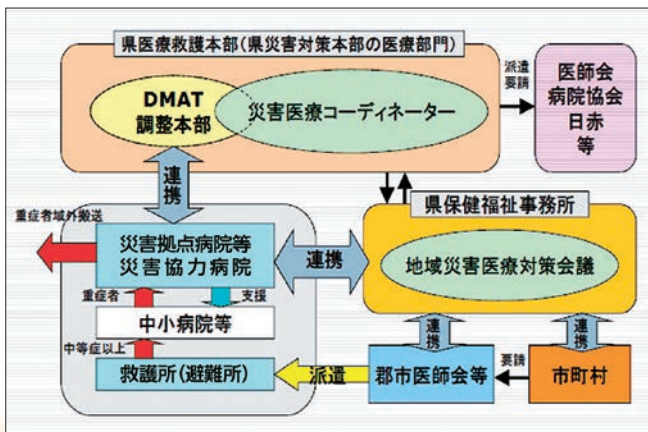 県医療救護本部(県災害対策本部の医療部門)
DMAT
調整本部
災害医療コーディネーター
派遣
要請
医師会
病院協会
日赤
等
連携
県保健福祉事務所
重症者域外搬送
災害拠点病院等
災害協力病院
連携
地域災害医療対策会議
重症者
支援
中小病院等
中等症以上
連携
連携
救護所(避難所)
派遣
郡市医師会等
要請
市町村